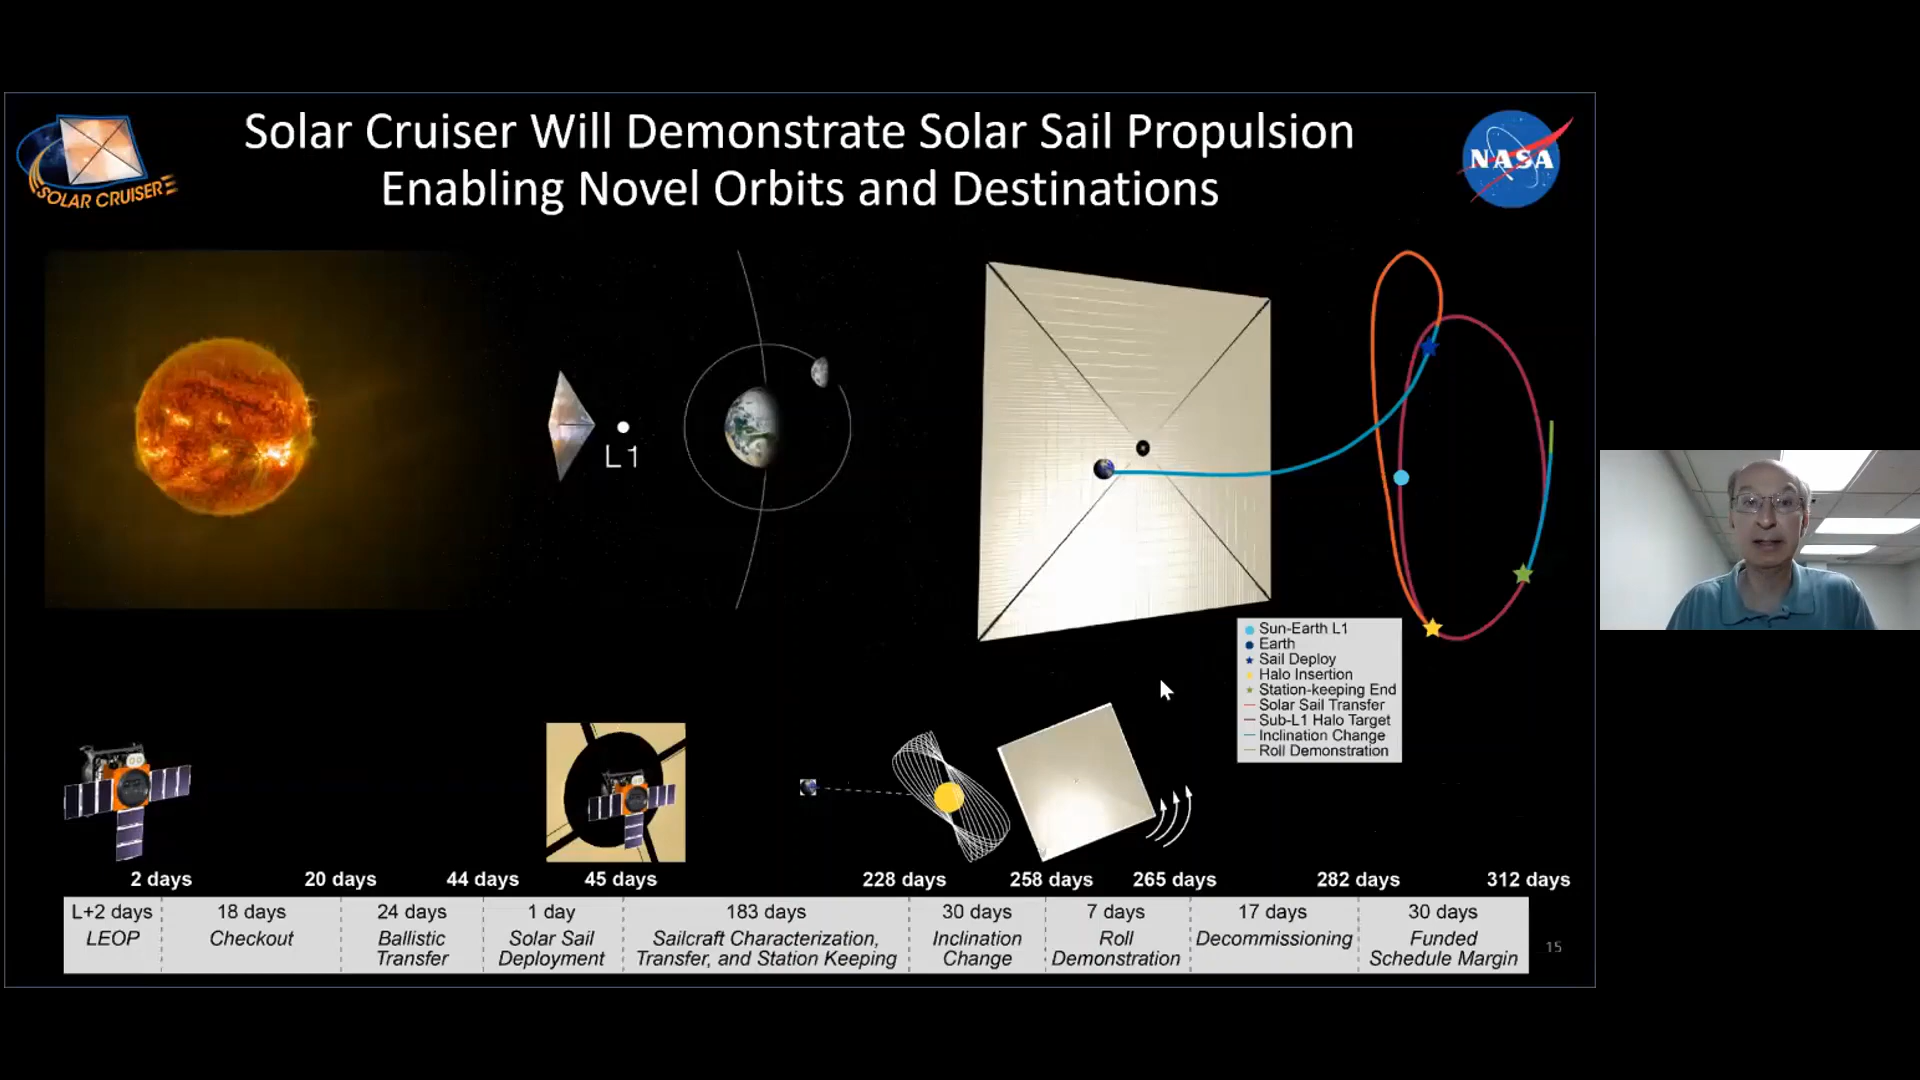 Solar Cruiser Will Demonstrate Solar Sail Propulsion
Enabling Novel Orbits and Destinations
SOLAR CRUISER
NASA
L1
Sun-Earth L1
Earth
Sail Deploy
Halo Insertion
Station-keeping End
Solar Sail Transfer
Sub-L1 Halo Target
Inclination Change
Roll Demonstration
2 days
20 days
44 days
45 days
228 days
258 days
265 days
282 days
312 days
L+2 days
LEOP
18 days
Checkout
24 days
Ballistic
Transfer
1 day
Solar Sail
Deployment
183 days
Sailcraft Characterization,
Transfer, and Station Keeping
30 days
Inclination
Change
7 days
Roll
Demonstration
17 days
Decommissioning
30 days
Funded
Schedule Margin
15